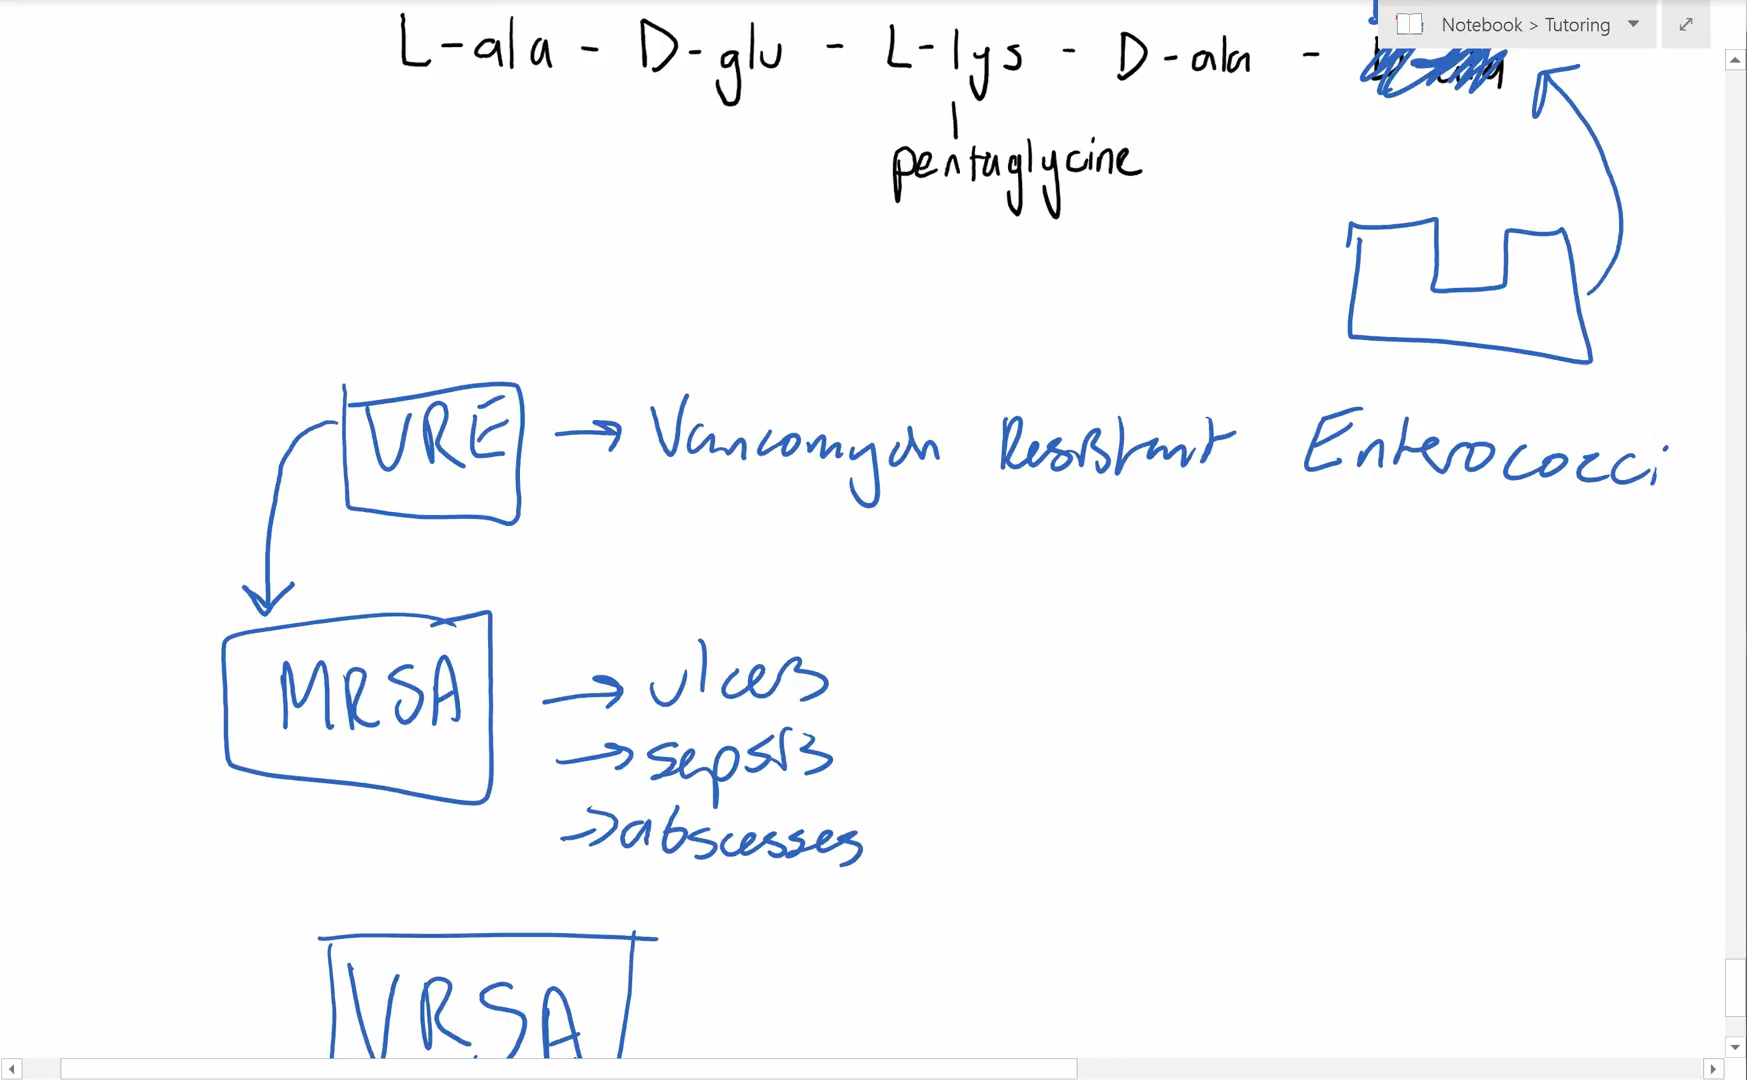 Notebook > Tutoring
L-ala - D-glu - L-lys - D-ala -
pentaglycine
VRE → Vancomycin Resistant Enterococci
MRSA → ulcers
→ sepsis
→ abscesses
VRSA